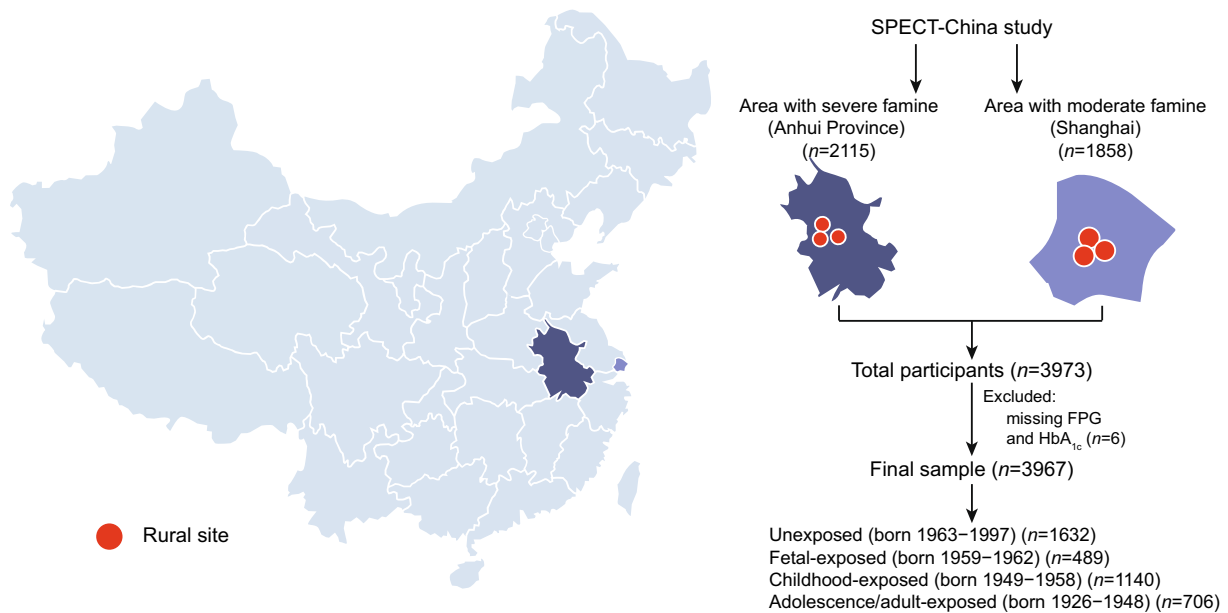 SPECT-China study
Area with severe famine
(Anhui Province)
(n=2115)
Area with moderate famine
(Shanghai)
(n=1858)
Total participants (n=3973)
Excluded:
missing FPG
and HbA1c (n=6)
Final sample (n=3967)
Unexposed (born 1963−1997) (n=1632)
Fetal-exposed (born 1959−1962) (n=489)
Childhood-exposed (born 1949−1958) (n=1140)
Adolescence/adult-exposed (born 1926−1948) (n=706)
Rural site